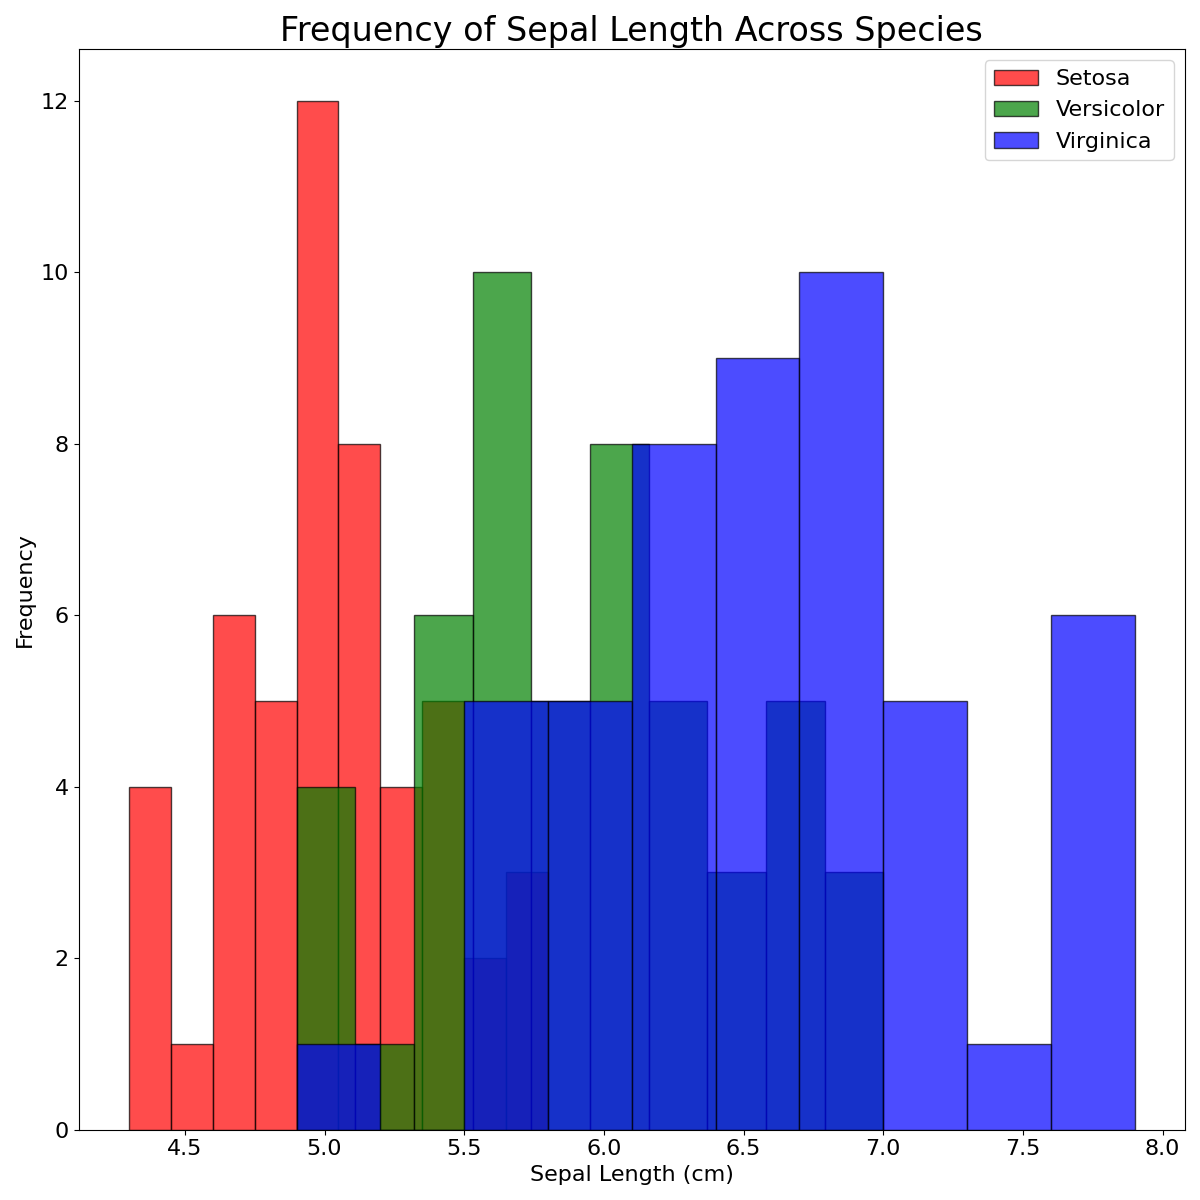 Frequency of Sepal Length Across Species
Setosa
Versicolor
Virginica
12
10
8
6
4
2
0
Frequency
4.5 5.0 5.5 6.0 6.5 7.0 7.5 8.0
Sepal Length (cm)